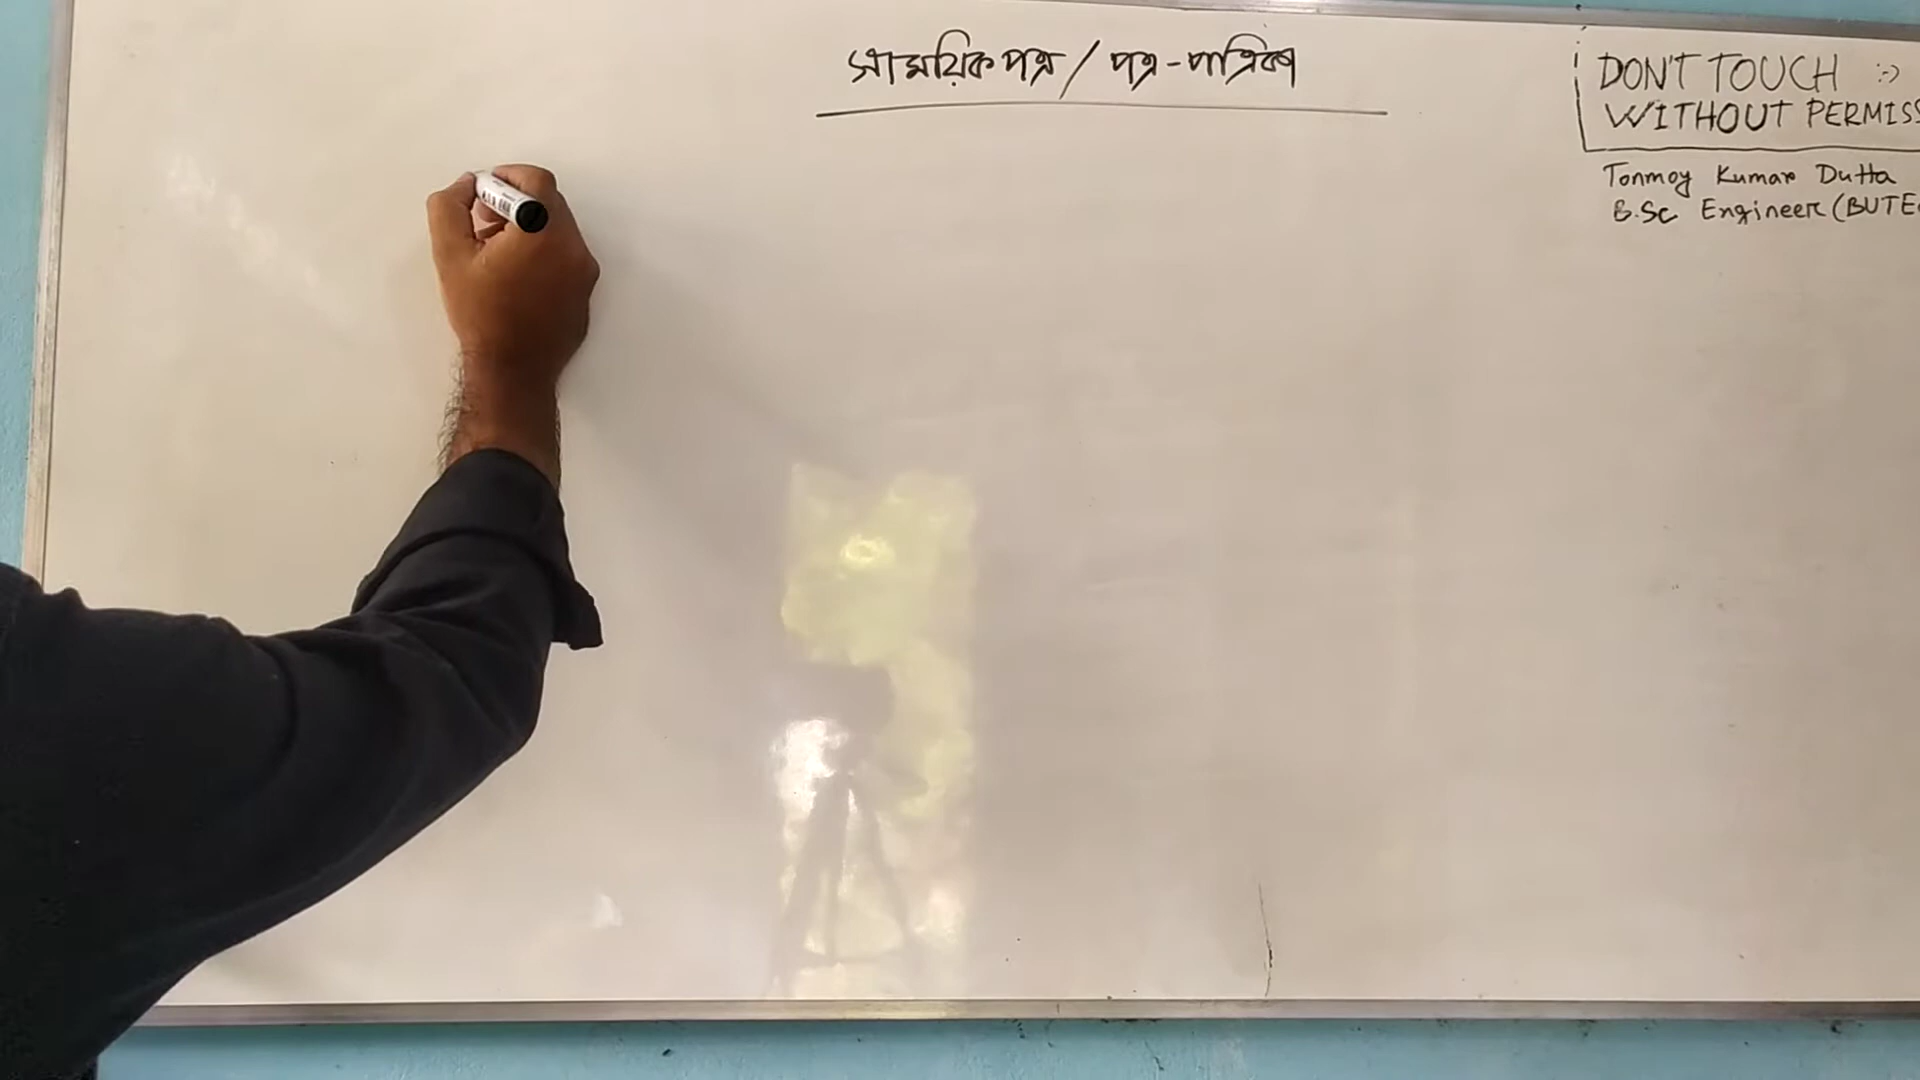 সাময়িক পত্র / পত্র-পত্রিকা
DON'T TOUCH :-)
WITHOUT PERMISS
Tonmoy Kumar Dutta
B.Sc Engineer (BUTE